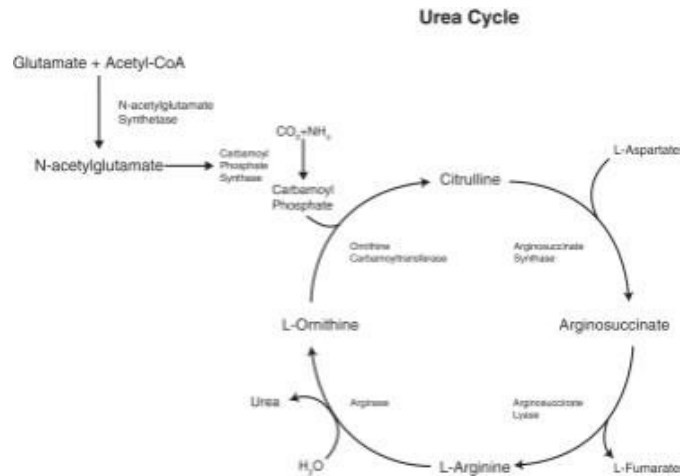 Urea Cycle
Glutamate + Acetyl-CoA
N-acetylglutamate
Synthetase
CO₂+NH₄
L-Aspartate
N-acetylglutamate
Carbamoyl
Phosphate
Synthase
Carbamoyl
Phosphate
Citrulline
Ornithine
Carbamoyltransferase
Arginosuccinate
Synthase
L-Ornithine
Arginosuccinate
Urea
Arginase
Arginosuccinate
Lyase
H₂O
L-Arginine
L-Fumarate